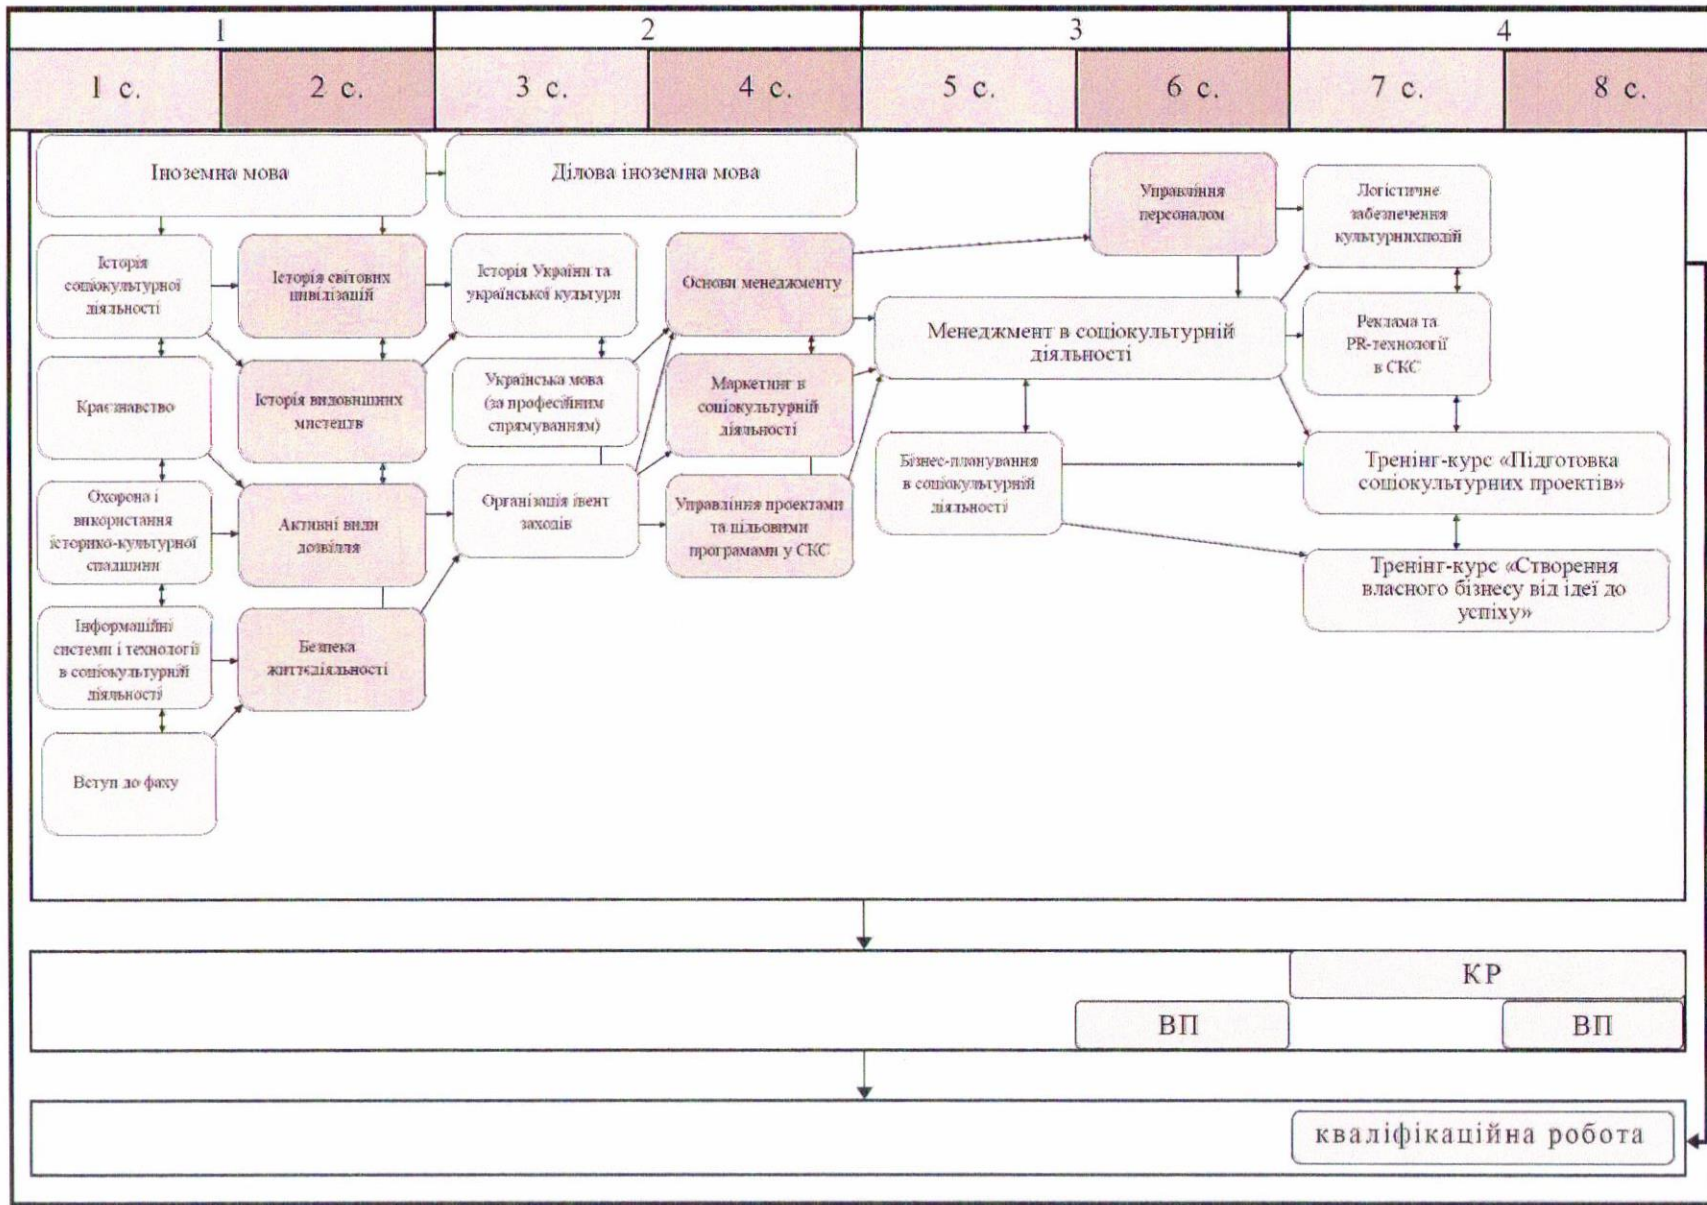 1
2
3
4
1 с.
2 с.
3 с.
4 с.
5 с.
6 с.
7 с.
8 с.
Іноземна мова
Ділова іноземна мова
Управління
персоналом
Логістичне
забезпечення
культурнихподій
Історія
соціокультурної
діяльності
Історія світових
цивілізацій
Історія України та
української культури
Основи менеджменту
Менеджмент в соціокультурній
діяльності
Реклама та
PR-технології
в СКС
Краєзнавство
Історія видовищних
мистецтв
Українська мова
(за професійним
спрямуванням)
Маркетинг в
соціокультурній
діяльності
Бізнес-планування
в соціокультурній
діяльності
Тренінг-курс «Підготовка
соціокультурних проектів»
Охорона і
використання
історико-культурної
спадщини
Активні види
дозвілля
Організація івент
заходів
Управління проектами
та цільовими
програмами у СКС
Тренінг-курс «Створення
власного бізнесу від ідеї до
успіху»
Інформаційні
системи і технології
в соціокультурній
діяльності
Безпека
життєдіяльності
Вступ до фаху
КР
ВП
ВП
кваліфікаційна робота